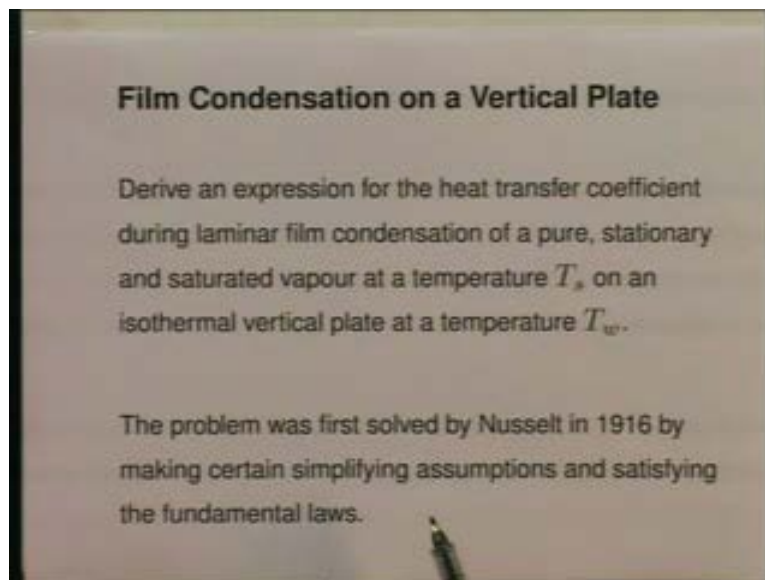 Film Condensation on a Vertical Plate
Derive an expression for the heat transfer coefficient
during laminar film condensation of a pure, stationary
and saturated vapour at a temperature Tₛ on an
isothermal vertical plate at a temperature T_w.
The problem was first solved by Nusselt in 1916 by
making certain simplifying assumptions and satisfying
the fundamental laws.